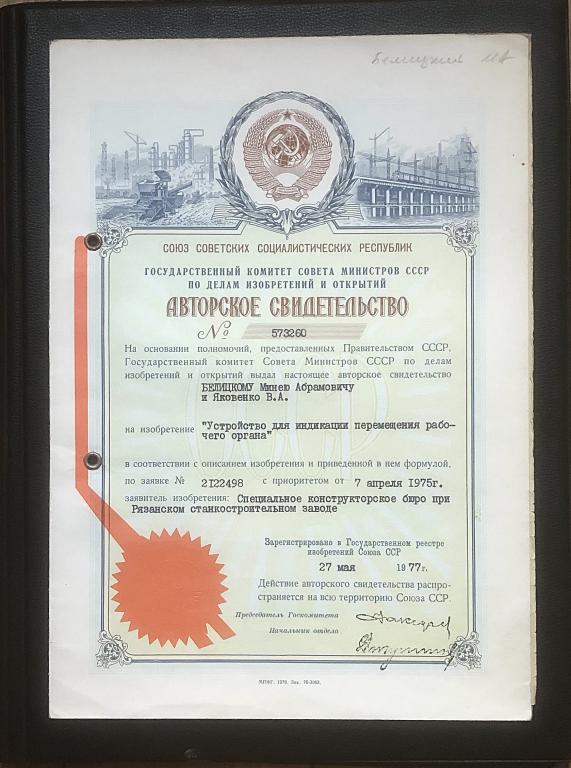 Белицкий МА
СОЮЗ СОВЕТСКИХ СОЦИАЛИСТИЧЕСКИХ РЕСПУБЛИК
ГОСУДАРСТВЕННЫЙ КОМИТЕТ СОВЕТА МИНИСТРОВ СССР
ПО ДЕЛАМ ИЗОБРЕТЕНИЙ И ОТКРЫТИЙ
АВТОРСКОЕ СВИДЕТЕЛЬСТВО
№ 573260
На основании полномочий, предоставленных Правительством СССР,
Государственный комитет Совета Министров СССР по делам
изобретений и открытий выдал настоящее авторское свидетельство
БЕЛИЦКОМУ Минею Абрамовичу
и Яковенко В.А.
на изобретение "Устройство для индикации перемещения рабо-
чего органа"
в соответствии с описанием изобретения и приведенной в нем формулой,
по заявке № 2122498 с приоритетом от 7 апреля 1975г.
заявитель изобретения: Специальное конструкторское бюро при
Рязанском станкостроительном заводе
Зарегистрировано в Государственном реестре
изобретений Союза ССР
27 мая 1977г.
Действие авторского свидетельства распро-
страняется на всю территорию Союза ССР.
Председатель Госкомитета
Начальник отдела